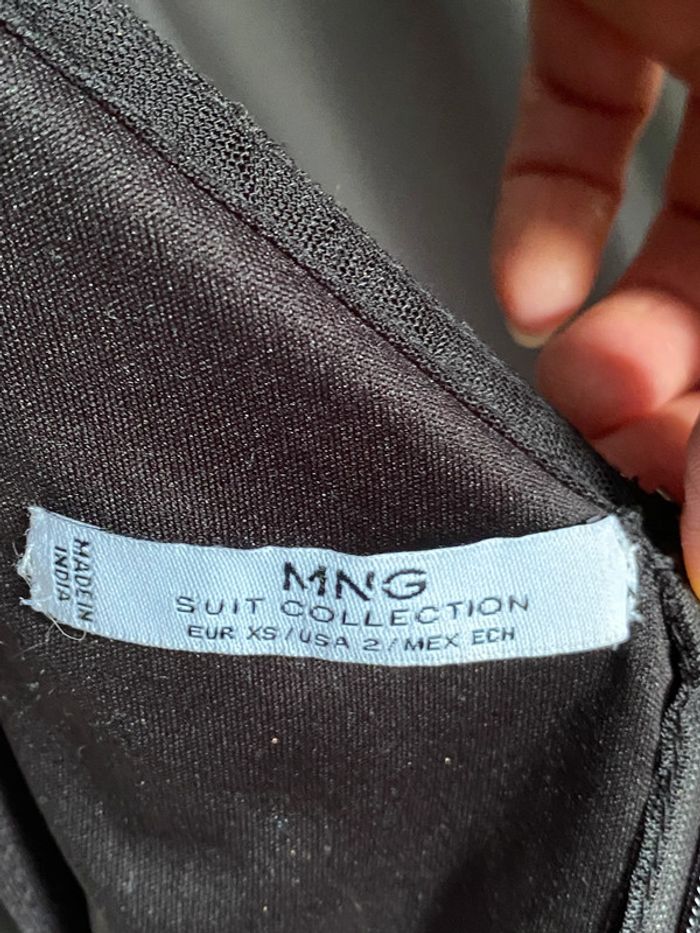 MADE IN
INDIA
MNG
SUIT COLLECTION
EUR XS/USA 2/MEX ECH